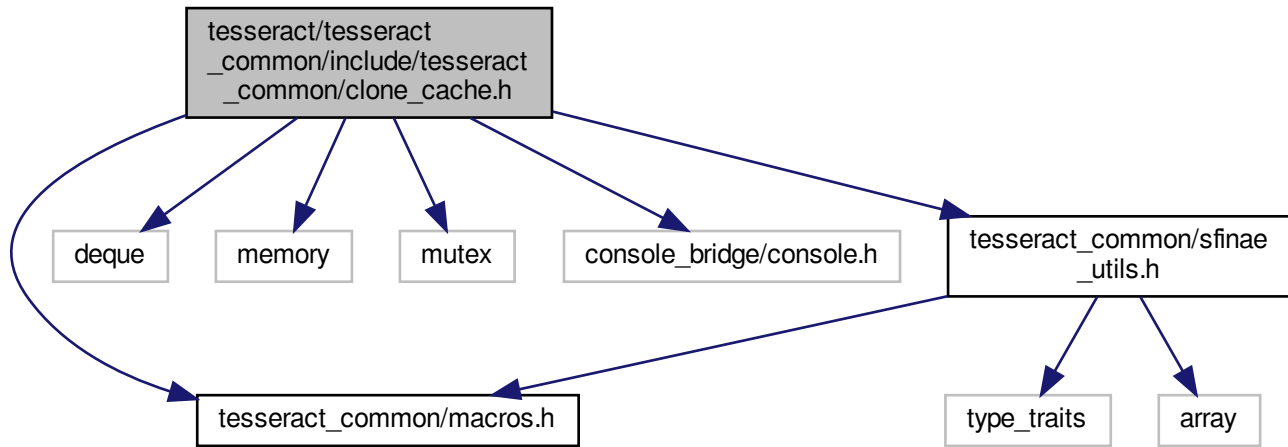 tesseract/tesseract
_common/include/tesseract
_common/clone_cache.h
deque
memory
mutex
console_bridge/console.h
tesseract_common/sfinae
_utils.h
tesseract_common/macros.h
type_traits
array